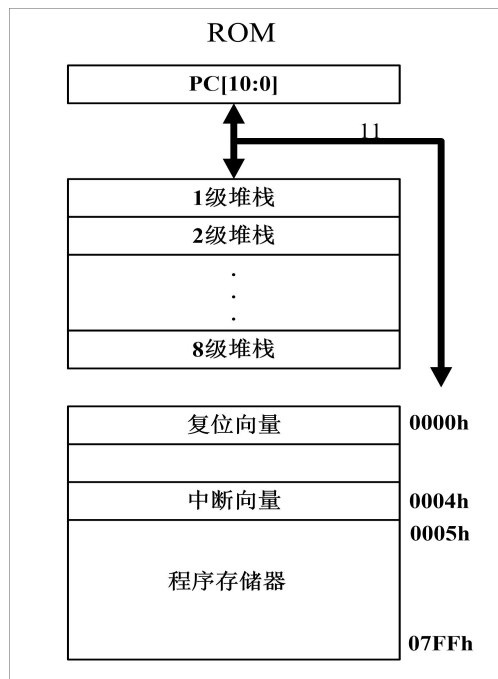 ROM
PC[10:0]
11
1级堆栈
2级堆栈
.
.
.
8级堆栈
复位向量
0000h
中断向量
0004h
0005h
程序存储器
07FFh